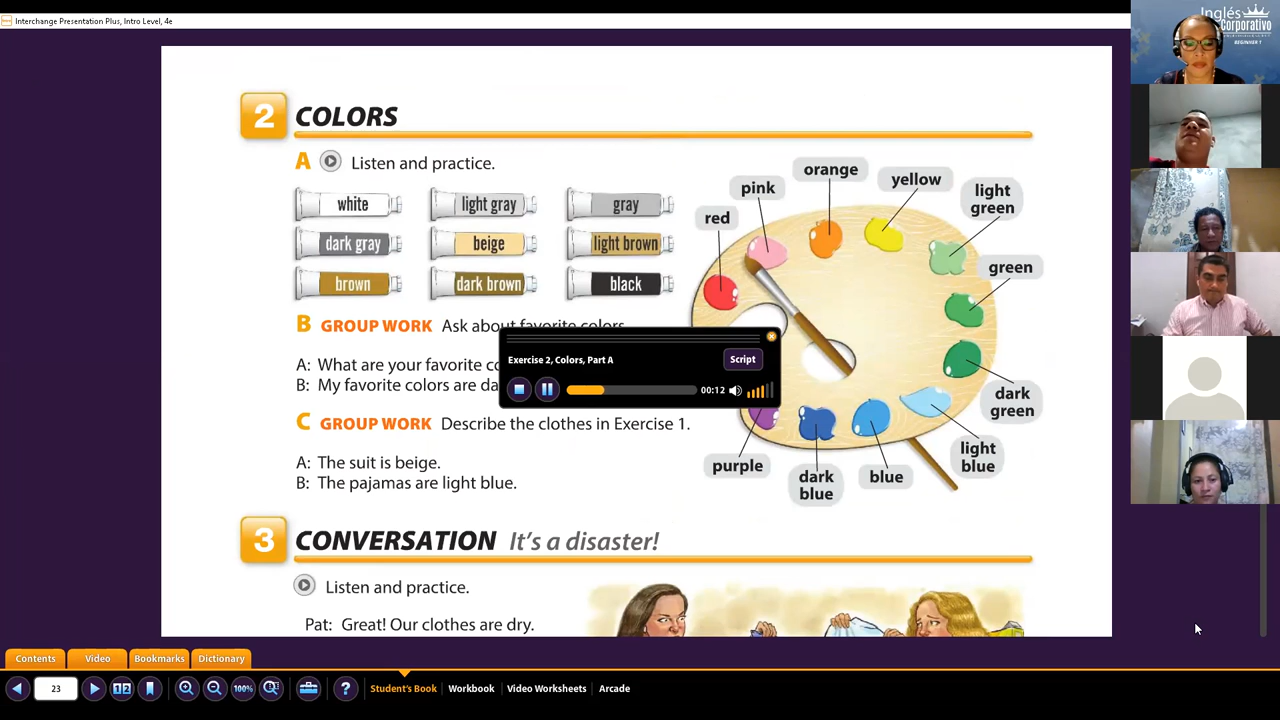 Interchange Presentation Plus, Intro Level, 4e
Inglés
Corporativo
BEGINNER 1
2 COLORS
A Listen and practice.
white light gray gray
dark gray beige light brown
brown dark brown black
red
pink
orange
yellow
light
green
green
dark
green
light
blue
blue
dark
blue
purple
B GROUP WORK Ask about favorite colors.
A: What are your favorite co
B: My favorite colors are da
Exercise 2, Colors, Part A
Script
00:12
C GROUP WORK Describe the clothes in Exercise 1.
A: The suit is beige.
B: The pajamas are light blue.
3 CONVERSATION It's a disaster!
Listen and practice.
Pat: Great! Our clothes are dry.
Contents Video Bookmarks Dictionary
23 1 2 100% ? Student's Book Workbook Video Worksheets Arcade